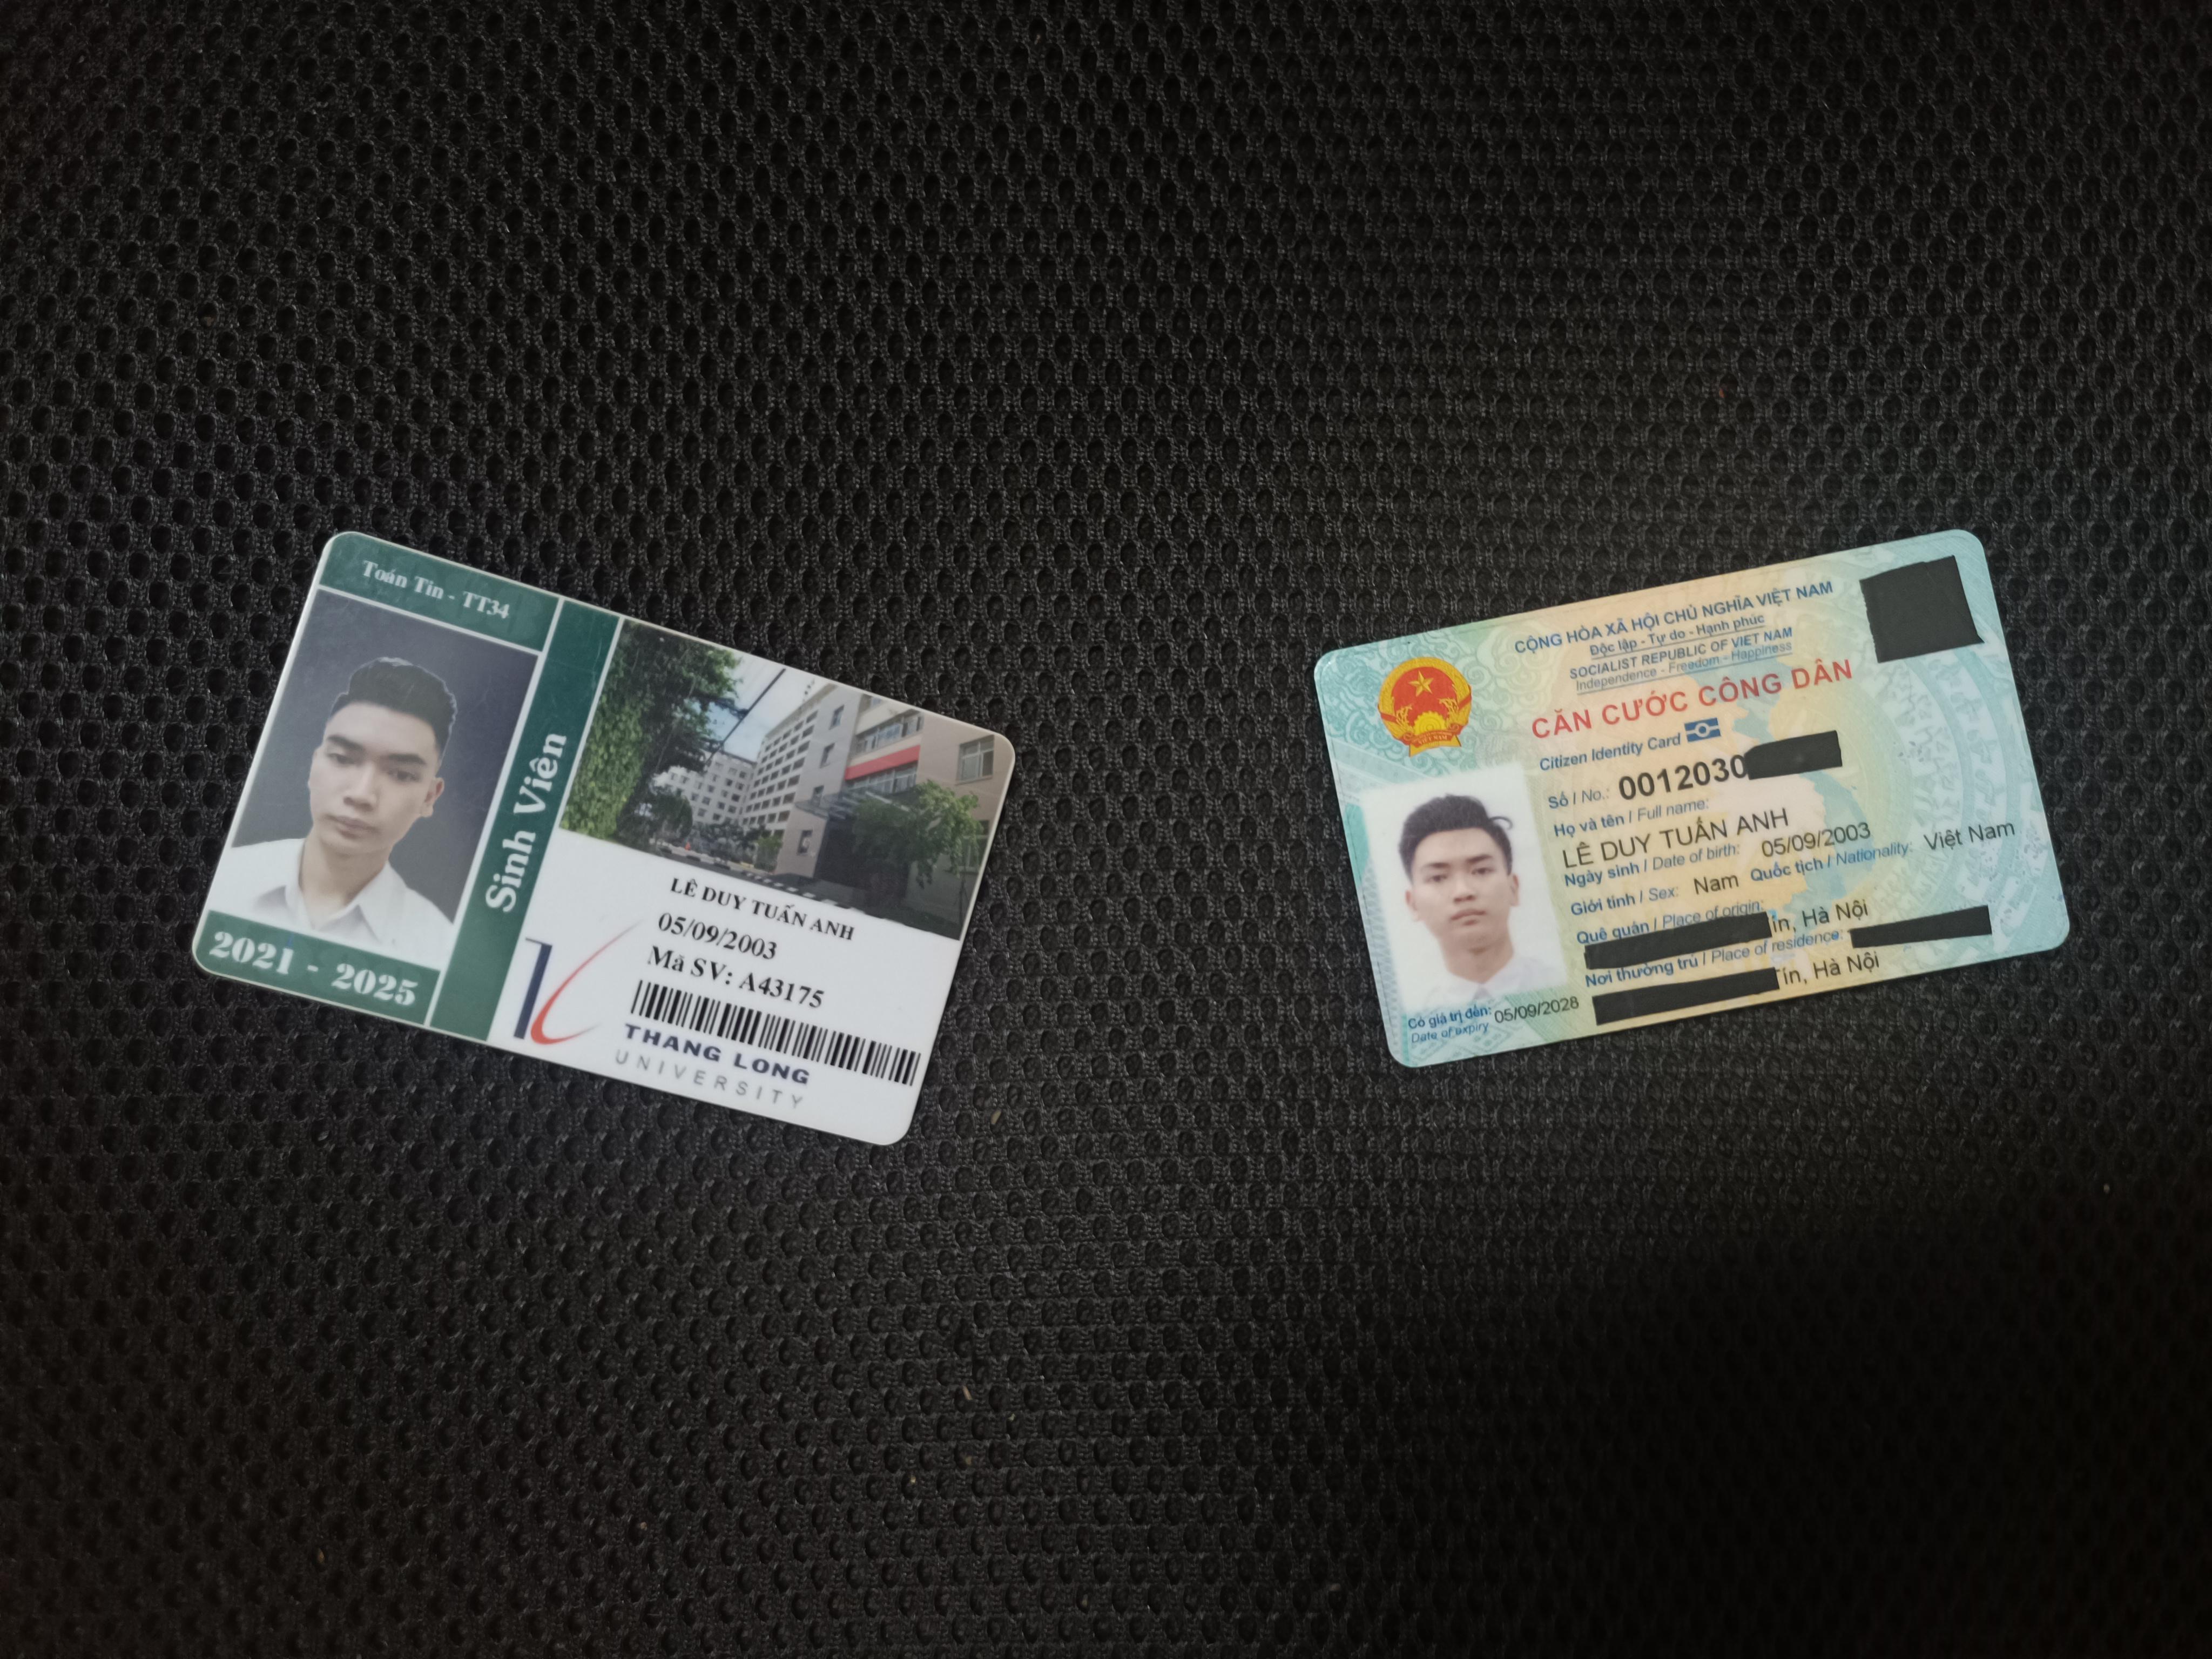 Toán Tin - TT34
Sinh Viên
2021 - 2025
LÊ DUY TUẤN ANH
05/09/2003
Mã SV: A43175
THANG LONG
UNIVERSITY
CỘNG HÒA XÃ HỘI CHỦ NGHĨA VIỆT NAM
Độc lập - Tự do - Hạnh phúc
SOCIALIST REPUBLIC OF VIET NAM
Independence - Freedom - Happiness
CĂN CƯỚC CÔNG DÂN
Citizen Identity Card
Số / No.: 0012030
Họ và tên / Full name:
LÊ DUY TUẤN ANH
Ngày sinh / Date of birth: 05/09/2003
Giới tính / Sex: Nam Quốc tịch / Nationality: Việt Nam
Quê quán / Place of origin:
ín, Hà Nội
Nơi thường trú / Place of residence:
Tín, Hà Nội
Có giá trị đến: 05/09/2028
Date of expiry